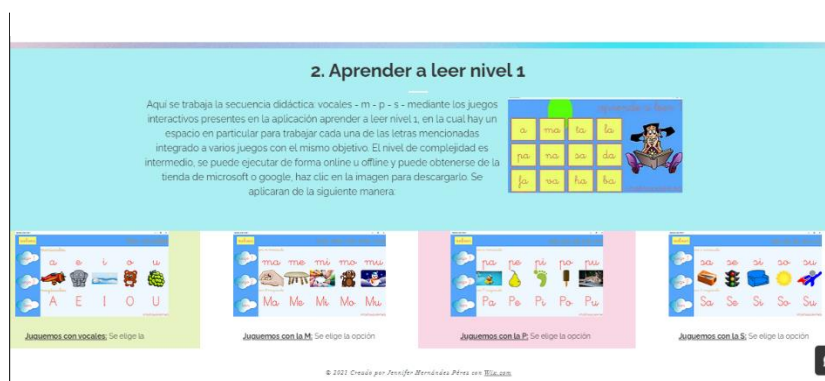 2. Aprender a leer nivel 1
Aquí se trabaja la secuencia didáctica: vocales - m - p - s - mediante los juegos
interactivos presentes en la aplicación aprender a leer nivel 1, en la cual hay un
espacio en particular para trabajar cada una de las letras mencionadas
integrado a varios juegos con el mismo objetivo. El nivel de complejidad es
intermedio, se puede ejecutar de forma online u offline y puede obtenerse de la
tienda de microsoft o google, haz clic en la imagen para descargarlo. Se
aplicaran de la siguiente manera:
aprendo a leer
a ma ta la
pa na sa da
fa va ha ba
a e i o u
A E I O U
ma me mi mo mu
Ma Me Mi Mo Mu
pa pe pi po pu
Pa Pe Pi Po Pu
sa se si so su
Sa Se Si So Su
Juguemos con vocales: Se elige la
Juguemos con la M: Se elige la opción
Juguemos con la P: Se elige la opción
Juguemos con la S: Se elige la opción
© 2021 Creado por Jennifer Hernández Pérez con Wix.com